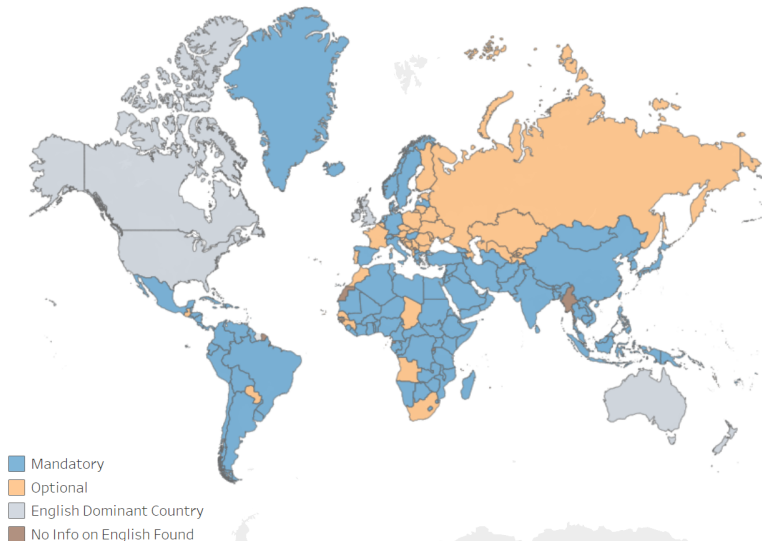 Mandatory
Optional
English Dominant Country
No Info on English Found